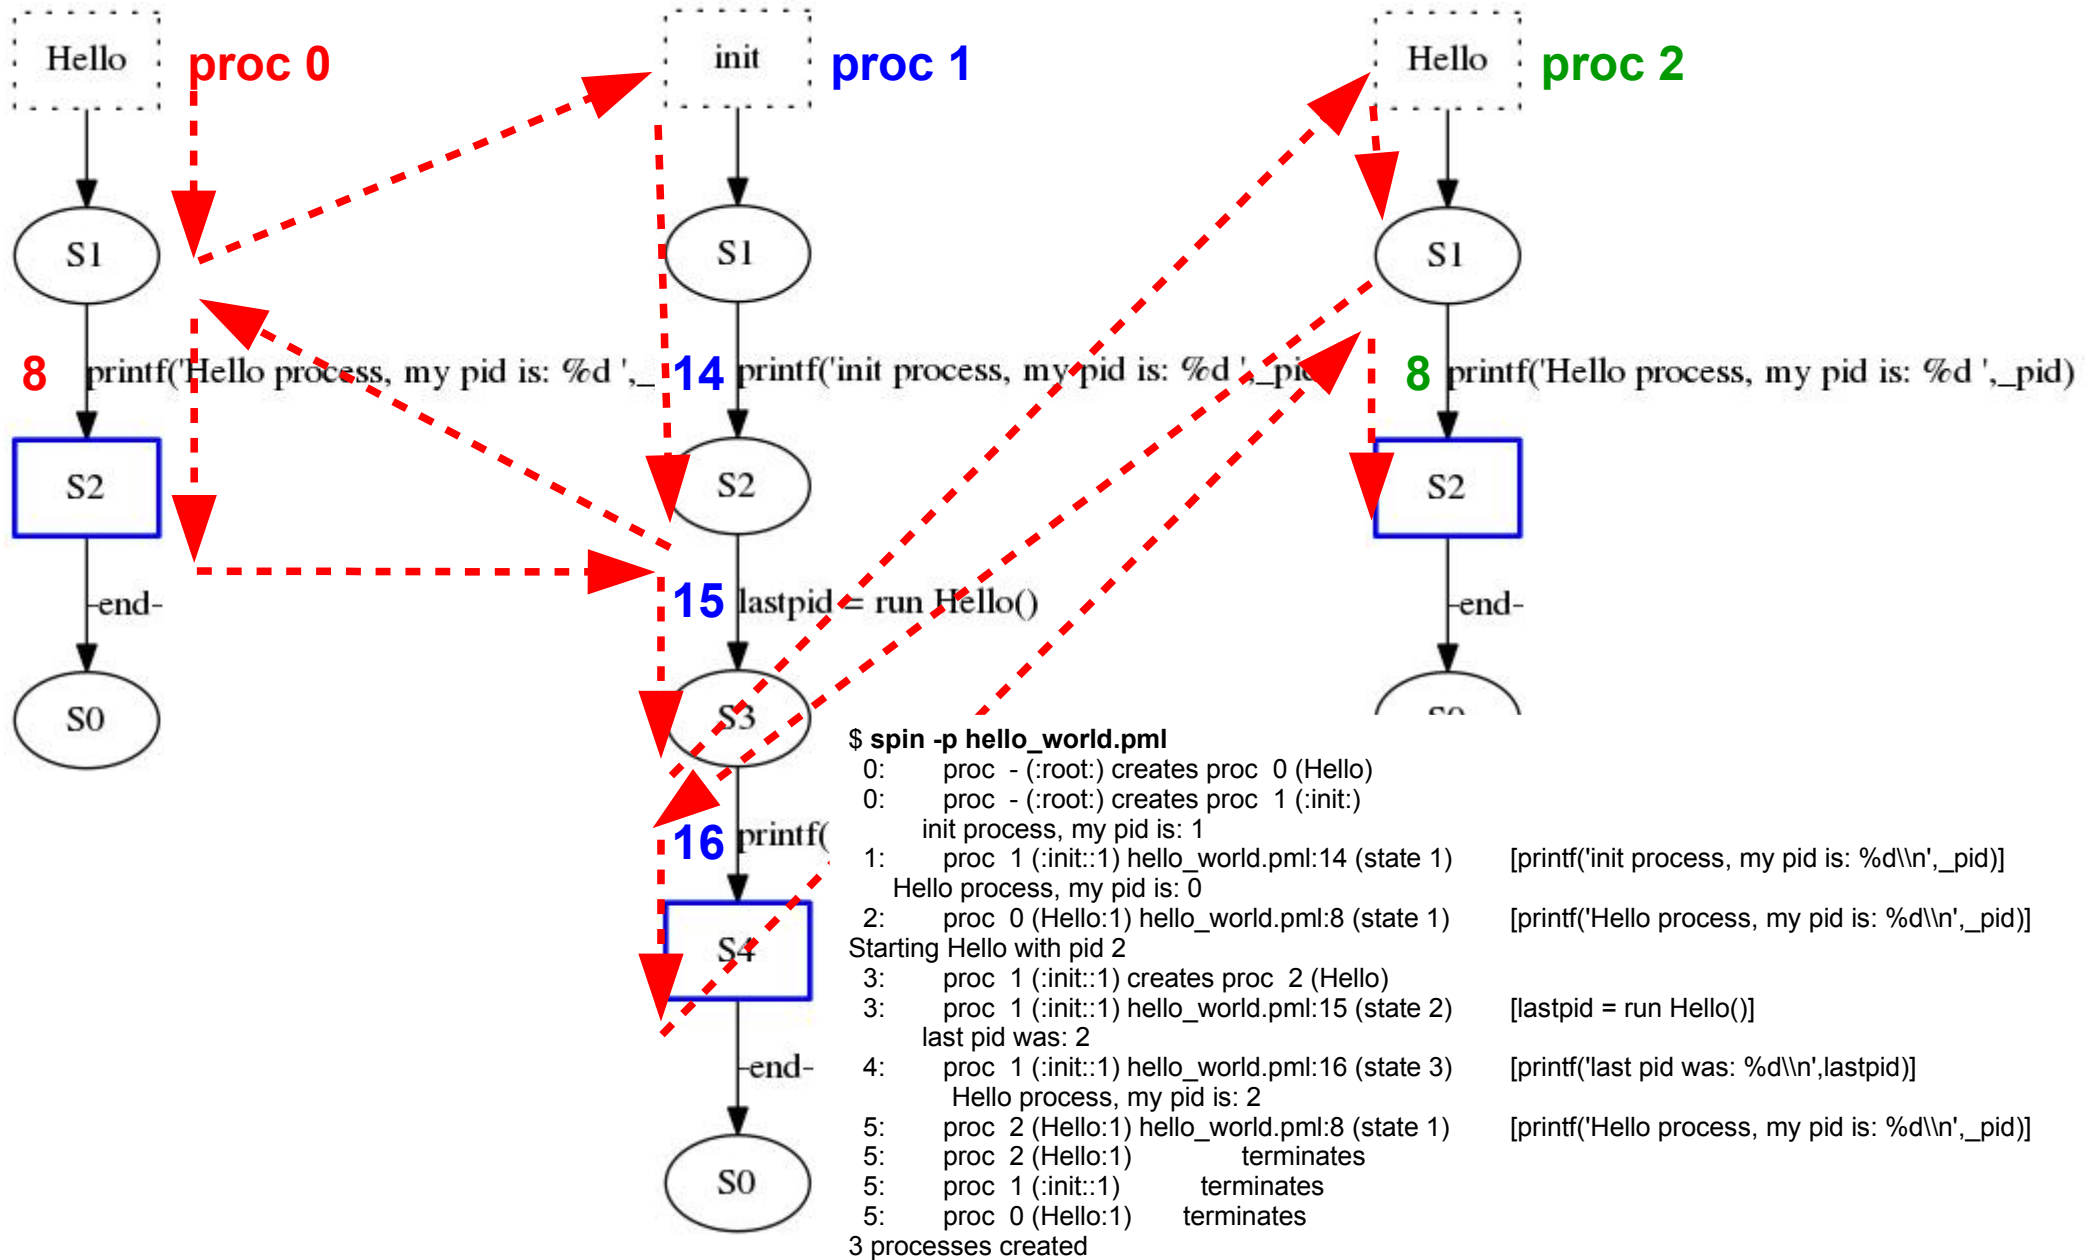 Hello proc 0 init proc 1 Hello proc 2
S1 S1 S1
8 printf('Hello process, my pid is: %d ',_ 14 printf('init process, my pid is: %d ',_pid 8 printf('Hello process, my pid is: %d ',_pid)
S2 S2 S2
-end- 15 lastpid = run Hello() -end-
S0 S3
$ spin -p hello_world.pml
0: proc - (:root:) creates proc 0 (Hello)
0: proc - (:root:) creates proc 1 (:init:)
init process, my pid is: 1
16 printf(
1: proc 1 (:init::1) hello_world.pml:14 (state 1) [printf('init process, my pid is: %d\\n',_pid)]
Hello process, my pid is: 0
2: proc 0 (Hello:1) hello_world.pml:8 (state 1) [printf('Hello process, my pid is: %d\\n',_pid)]
Starting Hello with pid 2
S4
3: proc 1 (:init::1) creates proc 2 (Hello)
3: proc 1 (:init::1) hello_world.pml:15 (state 2) [lastpid = run Hello()]
last pid was: 2
-end-
4: proc 1 (:init::1) hello_world.pml:16 (state 3) [printf('last pid was: %d\\n',lastpid)]
Hello process, my pid is: 2
5: proc 2 (Hello:1) hello_world.pml:8 (state 1) [printf('Hello process, my pid is: %d\\n',_pid)]
5: proc 2 (Hello:1) terminates
S0
5: proc 1 (:init::1) terminates
5: proc 0 (Hello:1) terminates
3 processes created